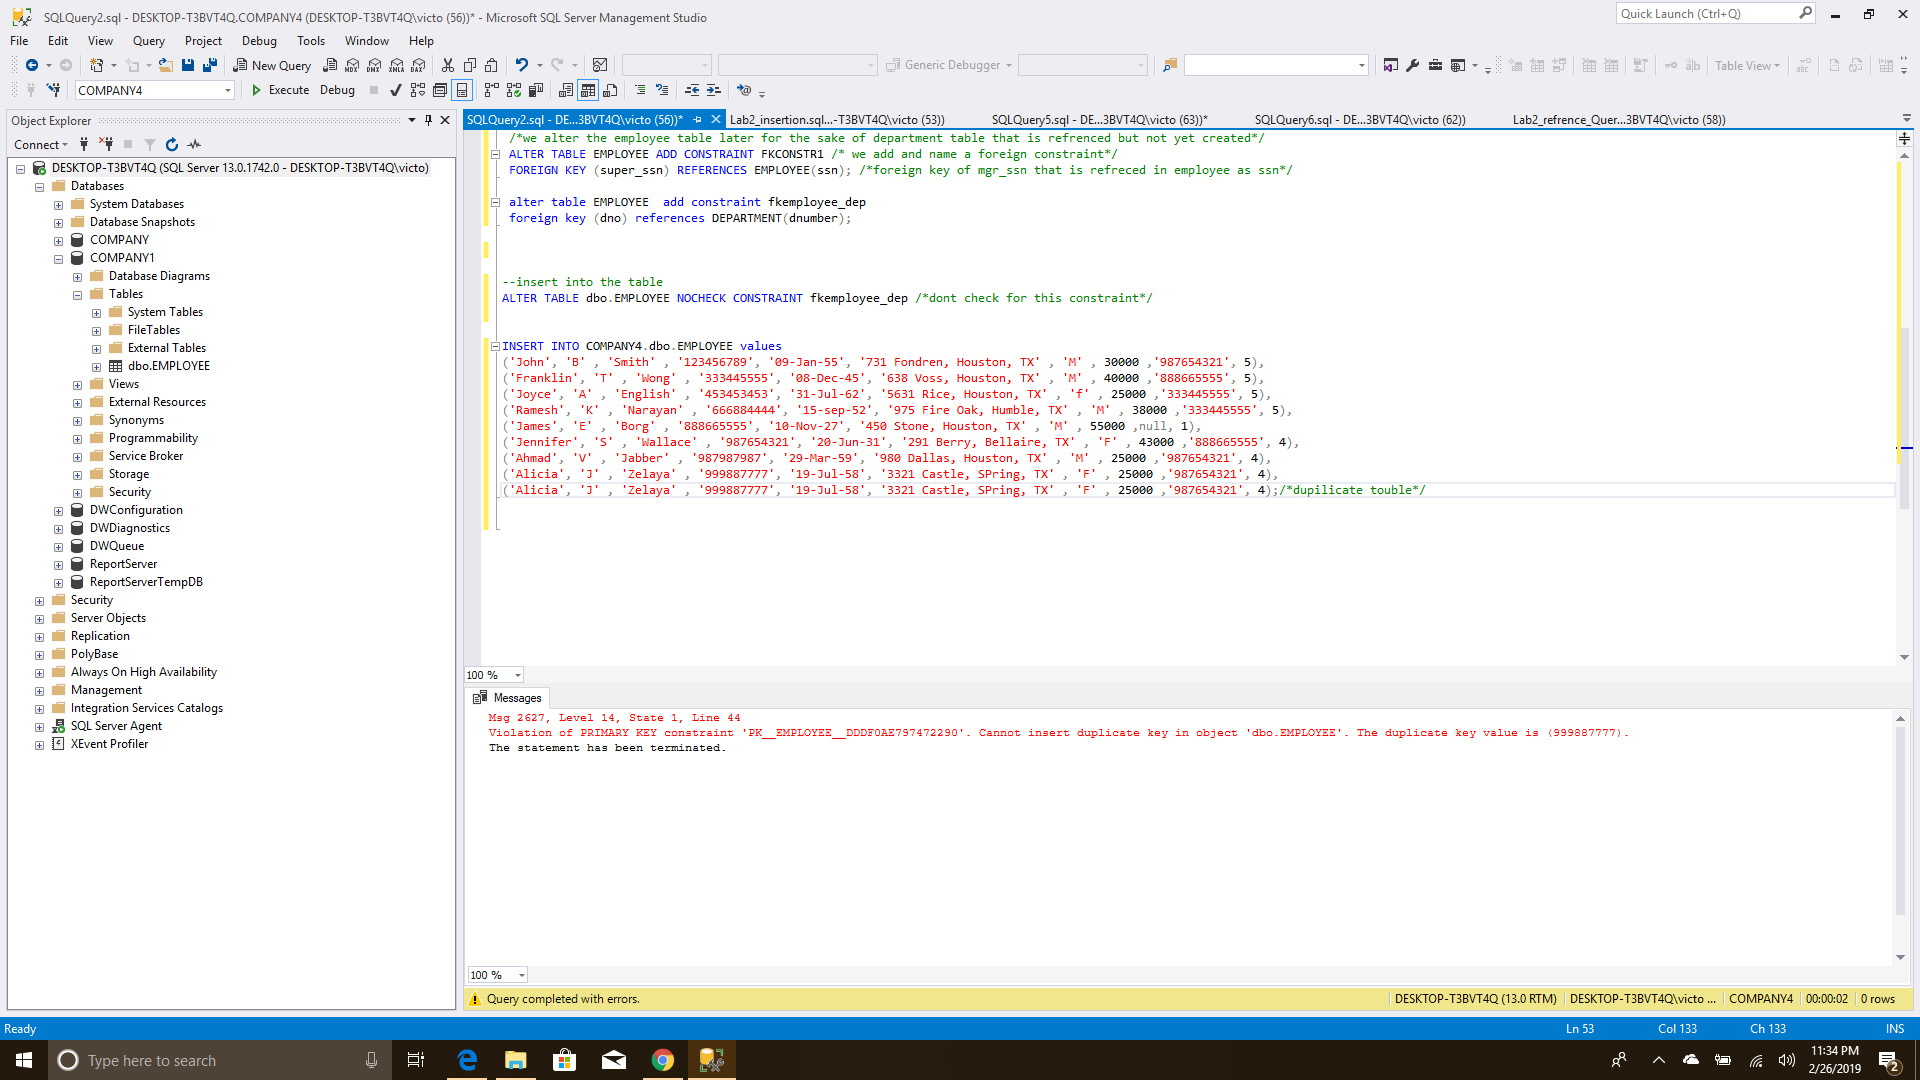 SQLQuery2.sql - DESKTOP-T3BVT4Q.COMPANY4 (DESKTOP-T3BVT4Q\victo (56))* - Microsoft SQL Server Management Studio
Quick Launch (Ctrl+Q)
File Edit View Query Project Debug Tools Window Help
New Query
MDX DMX XMLA DAX
Generic Debugger
Table View
COMPANY4
Execute Debug
Object Explorer
SQLQuery2.sql - DE...3BVT4Q\victo (56))* Lab2_insertion.sql...-T3BVT4Q\victo (53)) SQLQuery5.sql - DE...3BVT4Q\victo (63))* SQLQuery6.sql - DE...3BVT4Q\victo (62)) Lab2_refrence_Quer...3BVT4Q\victo (58))
Connect
DESKTOP-T3BVT4Q (SQL Server 13.0.1742.0 - DESKTOP-T3BVT4Q\victo)
Databases
System Databases
Database Snapshots
COMPANY
COMPANY1
Database Diagrams
Tables
System Tables
FileTables
External Tables
dbo.EMPLOYEE
Views
External Resources
Synonyms
Programmability
Service Broker
Storage
Security
DWConfiguration
DWDiagnostics
DWQueue
ReportServer
ReportServerTempDB
Security
Server Objects
Replication
PolyBase
Always On High Availability
Management
Integration Services Catalogs
SQL Server Agent
XEvent Profiler
/*we alter the employee table later for the sake of department table that is refrenced but not yet created*/
ALTER TABLE EMPLOYEE ADD CONSTRAINT FKCONSTR1 /* we add and name a foreign constraint*/
FOREIGN KEY (super_ssn) REFERENCES EMPLOYEE(ssn); /*foreign key of mgr_ssn that is refreced in employee as ssn*/
alter table EMPLOYEE  add constraint fkemployee_dep
foreign key (dno) references DEPARTMENT(dnumber);
--insert into the table
ALTER TABLE dbo.EMPLOYEE NOCHECK CONSTRAINT fkemployee_dep /*dont check for this constraint*/
INSERT INTO COMPANY4.dbo.EMPLOYEE values
('John', 'B' , 'Smith' , '123456789', '09-Jan-55', '731 Fondren, Houston, TX' , 'M' , 30000 ,'987654321', 5),
('Franklin', 'T' , 'Wong' , '333445555', '08-Dec-45', '638 Voss, Houston, TX' , 'M' , 40000 ,'888665555', 5),
('Joyce', 'A' , 'English' , '453453453', '31-Jul-62', '5631 Rice, Houston, TX' , 'f' , 25000 ,'333445555', 5),
('Ramesh', 'K' , 'Narayan' , '666884444', '15-sep-52', '975 Fire Oak, Humble, TX' , 'M' , 38000 ,'333445555', 5),
('James', 'E' , 'Borg' , '888665555', '10-Nov-27', '450 Stone, Houston, TX' , 'M' , 55000 ,null, 1),
('Jennifer', 'S' , 'Wallace' , '987654321', '20-Jun-31', '291 Berry, Bellaire, TX' , 'F' , 43000 ,'888665555', 4),
('Ahmad', 'V' , 'Jabber' , '987987987', '29-Mar-59', '980 Dallas, Houston, TX' , 'M' , 25000 ,'987654321', 4),
('Alicia', 'J' , 'Zelaya' , '999887777', '19-Jul-58', '3321 Castle, SPring, TX' , 'F' , 25000 ,'987654321', 4),
('Alicia', 'J' , 'Zelaya' , '999887777', '19-Jul-58', '3321 Castle, SPring, TX' , 'F' , 25000 ,'987654321', 4);/*dupilicate touble*/
100 %
Messages
Msg 2627, Level 14, State 1, Line 44
Violation of PRIMARY KEY constraint 'PK__EMPLOYEE__DDDF0AE797472290'. Cannot insert duplicate key in object 'dbo.EMPLOYEE'. The duplicate key value is (999887777).
The statement has been terminated.
100 %
Query completed with errors.
DESKTOP-T3BVT4Q (13.0 RTM) DESKTOP-T3BVT4Q\victo ... COMPANY4 00:00:02 0 rows
Ready
Ln 53 Col 133 Ch 133 INS
Type here to search
11:34 PM
2/26/2019
2